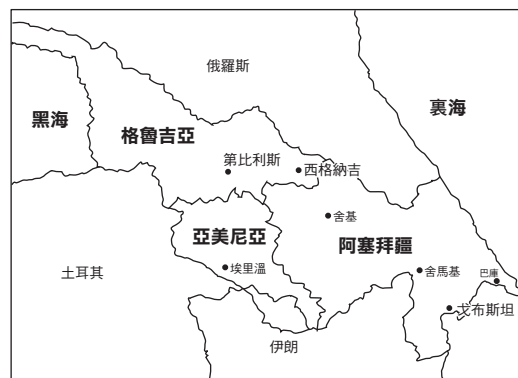 俄羅斯
裏海
黑海
格魯吉亞
第比利斯
西格納吉
舍基
亞美尼亞
阿塞拜疆
埃里溫
舍馬基
土耳其
巴庫
戈布斯坦
伊朗